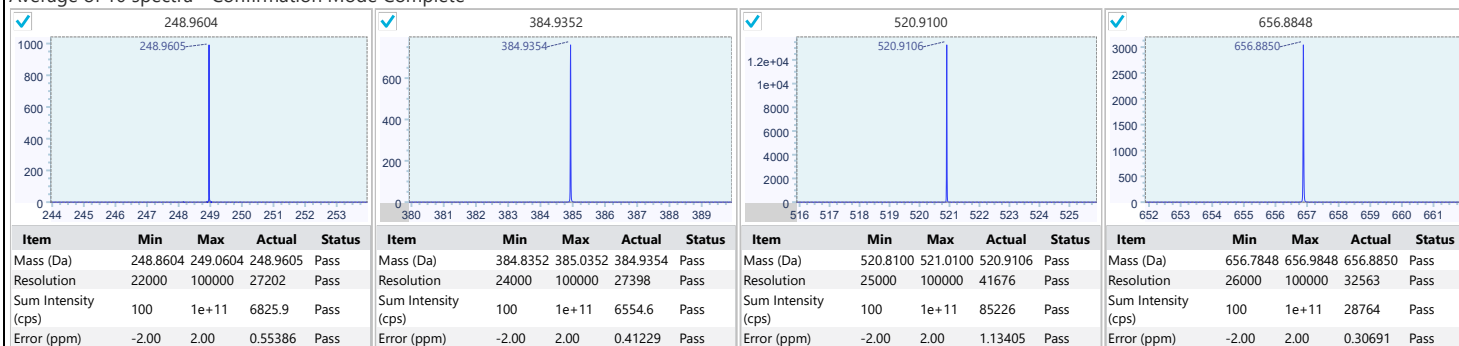 Average of 10 spectra - Confirmation Mode Complete
248.9604 384.9352 520.9100 656.8848
248.9605
1000
800
600
400
200
0
244 245 246 247 248 249 250 251 252 253
Item Min Max Actual Status
Mass (Da) 248.8604 249.0604 248.9605 Pass
Resolution 22000 100000 27202 Pass
Sum Intensity
(cps) 100 1e+11 6825.9 Pass
Error (ppm) -2.00 2.00 0.55386 Pass
384.9354
600
400
200
0
380 381 382 383 384 385 386 387 388 389
Item Min Max Actual Status
Mass (Da) 384.8352 385.0352 384.9354 Pass
Resolution 24000 100000 27398 Pass
Sum Intensity
(cps) 100 1e+11 6554.6 Pass
Error (ppm) -2.00 2.00 0.41229 Pass
520.9106
1.2e+04
1e+04
8000
6000
4000
2000
0
516 517 518 519 520 521 522 523 524 525
Item Min Max Actual Status
Mass (Da) 520.8100 521.0100 520.9106 Pass
Resolution 25000 100000 41676 Pass
Sum Intensity
(cps) 100 1e+11 85226 Pass
Error (ppm) -2.00 2.00 1.13405 Pass
656.8850
3000
2500
2000
1500
1000
500
0
652 653 654 655 656 657 658 659 660 661
Item Min Max Actual Status
Mass (Da) 656.7848 656.9848 656.8850 Pass
Resolution 26000 100000 32563 Pass
Sum Intensity
(cps) 100 1e+11 28764 Pass
Error (ppm) -2.00 2.00 0.30691 Pass